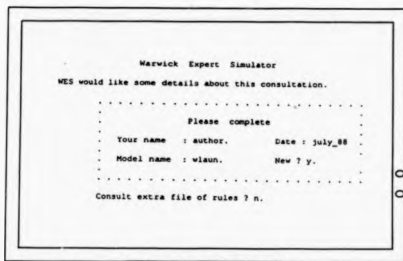 Warwick Expert Simulator
WES would like some details about this consultation.
Please complete
Your name : author. Date : july_88
Model name : wlaun. New ? y.
Consult extra file of rules ? n.